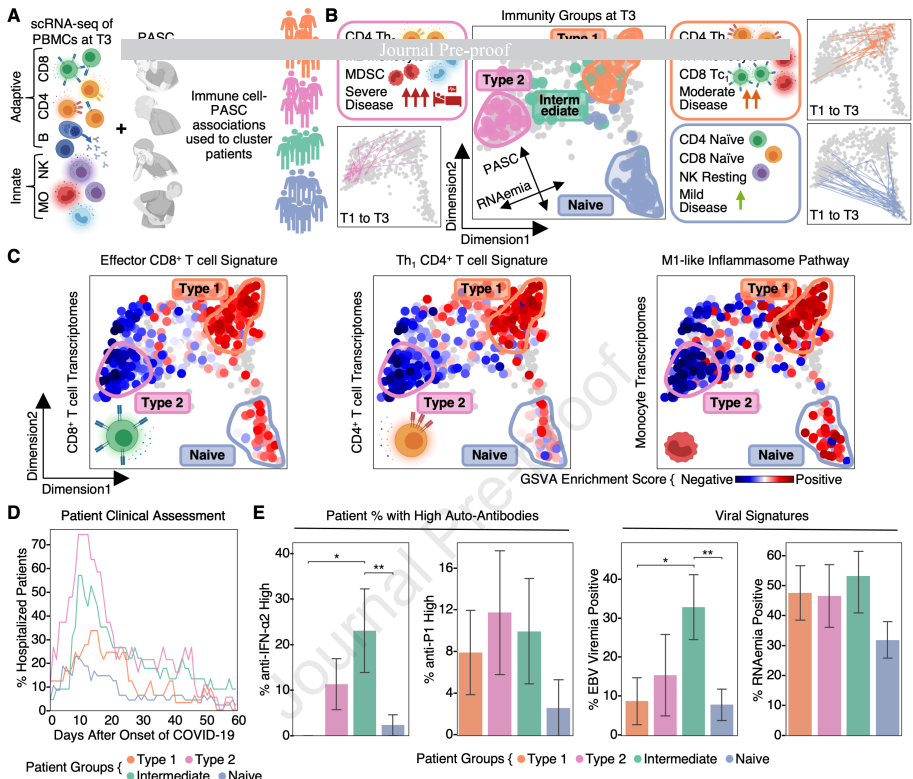 A
scRNA-seq of
PBMCs at T3
PASC
Adaptive
CD8
CD4
B
Innate
NK
MO
+
Immune cell-
PASC
associations
used to cluster
patients
Journal Pre-proof
B
Immunity Groups at T3
CD4 Th
MDSC
Severe
Disease
T1 to T3
Type 1
Type 2
Interm
ediate
PASC
RNAemia
Naive
Dimension2
Dimension1
CD4 Th
CD8 Tc1
Moderate
Disease
T1 to T3
CD4 Naïve
CD8 Naïve
NK Resting
Mild
Disease
T1 to T3
C
Effector CD8+ T cell Signature
Th1 CD4+ T cell Signature
M1-like Inflammasome Pathway
CD8+ T cell Transcriptomes
Type 1
Type 2
Naive
CD4+ T cell Transcriptomes
Type 1
Type 2
Naive
Monocyte Transcriptomes
Type 1
Type 2
Naive
Dimension2
Dimension1
GSVA Enrichment Score { Negative Positive
Journal Pre-proof
D
Patient Clinical Assessment
% Hospitalized Patients
70
60
50
40
30
20
10
0
0 10 20 30 40 50 60
Days After Onset of COVID-19
Patient Groups { Type 1 Type 2
Intermediate Naive
E
Patient % with High Auto-Antibodies
Viral Signatures
% anti-IFN-α2 High
40
30
20
10
0
*
**
% anti-P1 High
16
12
8
4
0
% EBV Viremia Positive
40
30
20
10
0
*
**
% RNAemia Positive
60
50
40
30
20
10
0
Patient Groups { Type 1 Type 2 Intermediate Naive